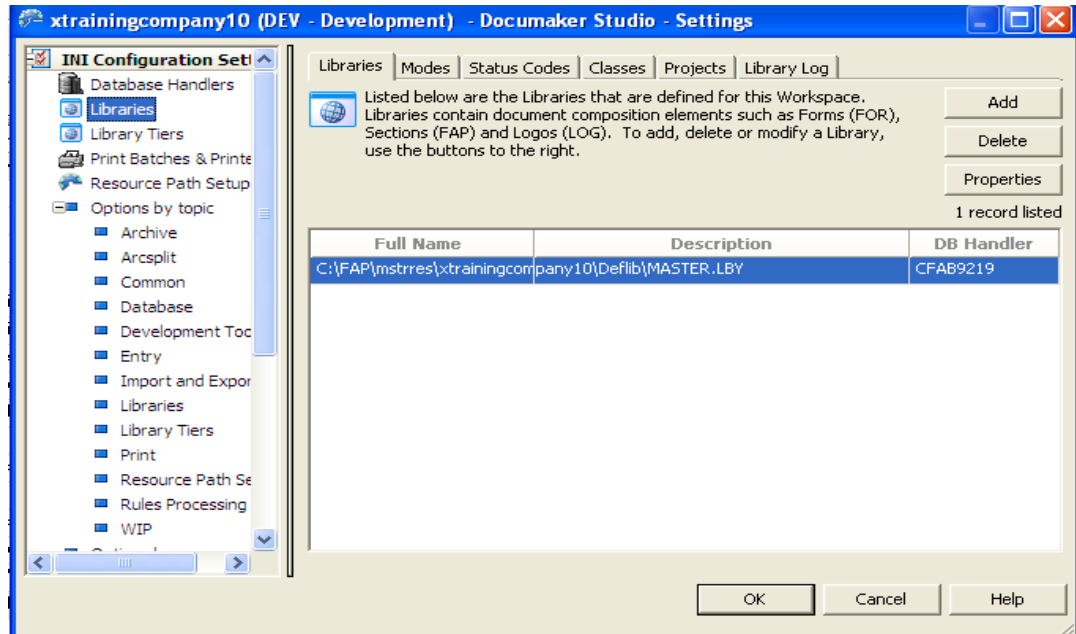 xtrainingcompany10 (DEV - Development) - Documaker Studio - Settings
INI Configuration Set
Database Handlers
Libraries
Library Tiers
Print Batches & Printe
Resource Path Setup
Options by topic
Archive
Arcsplit
Common
Database
Development Too
Entry
Import and Expor
Libraries
Library Tiers
Print
Resource Path Se
Rules Processing
WIP
Libraries Modes Status Codes Classes Projects Library Log
Listed below are the Libraries that are defined for this Workspace.
Libraries contain document composition elements such as Forms (FOR),
Sections (FAP) and Logos (LOG). To add, delete or modify a Library,
use the buttons to the right.
Add
Delete
Properties
1 record listed
Full Name Description DB Handler
C:\FAP\mstrres\xtrainingcompany10\Deflib\MASTER.LBY CFAB9219
OK Cancel Help